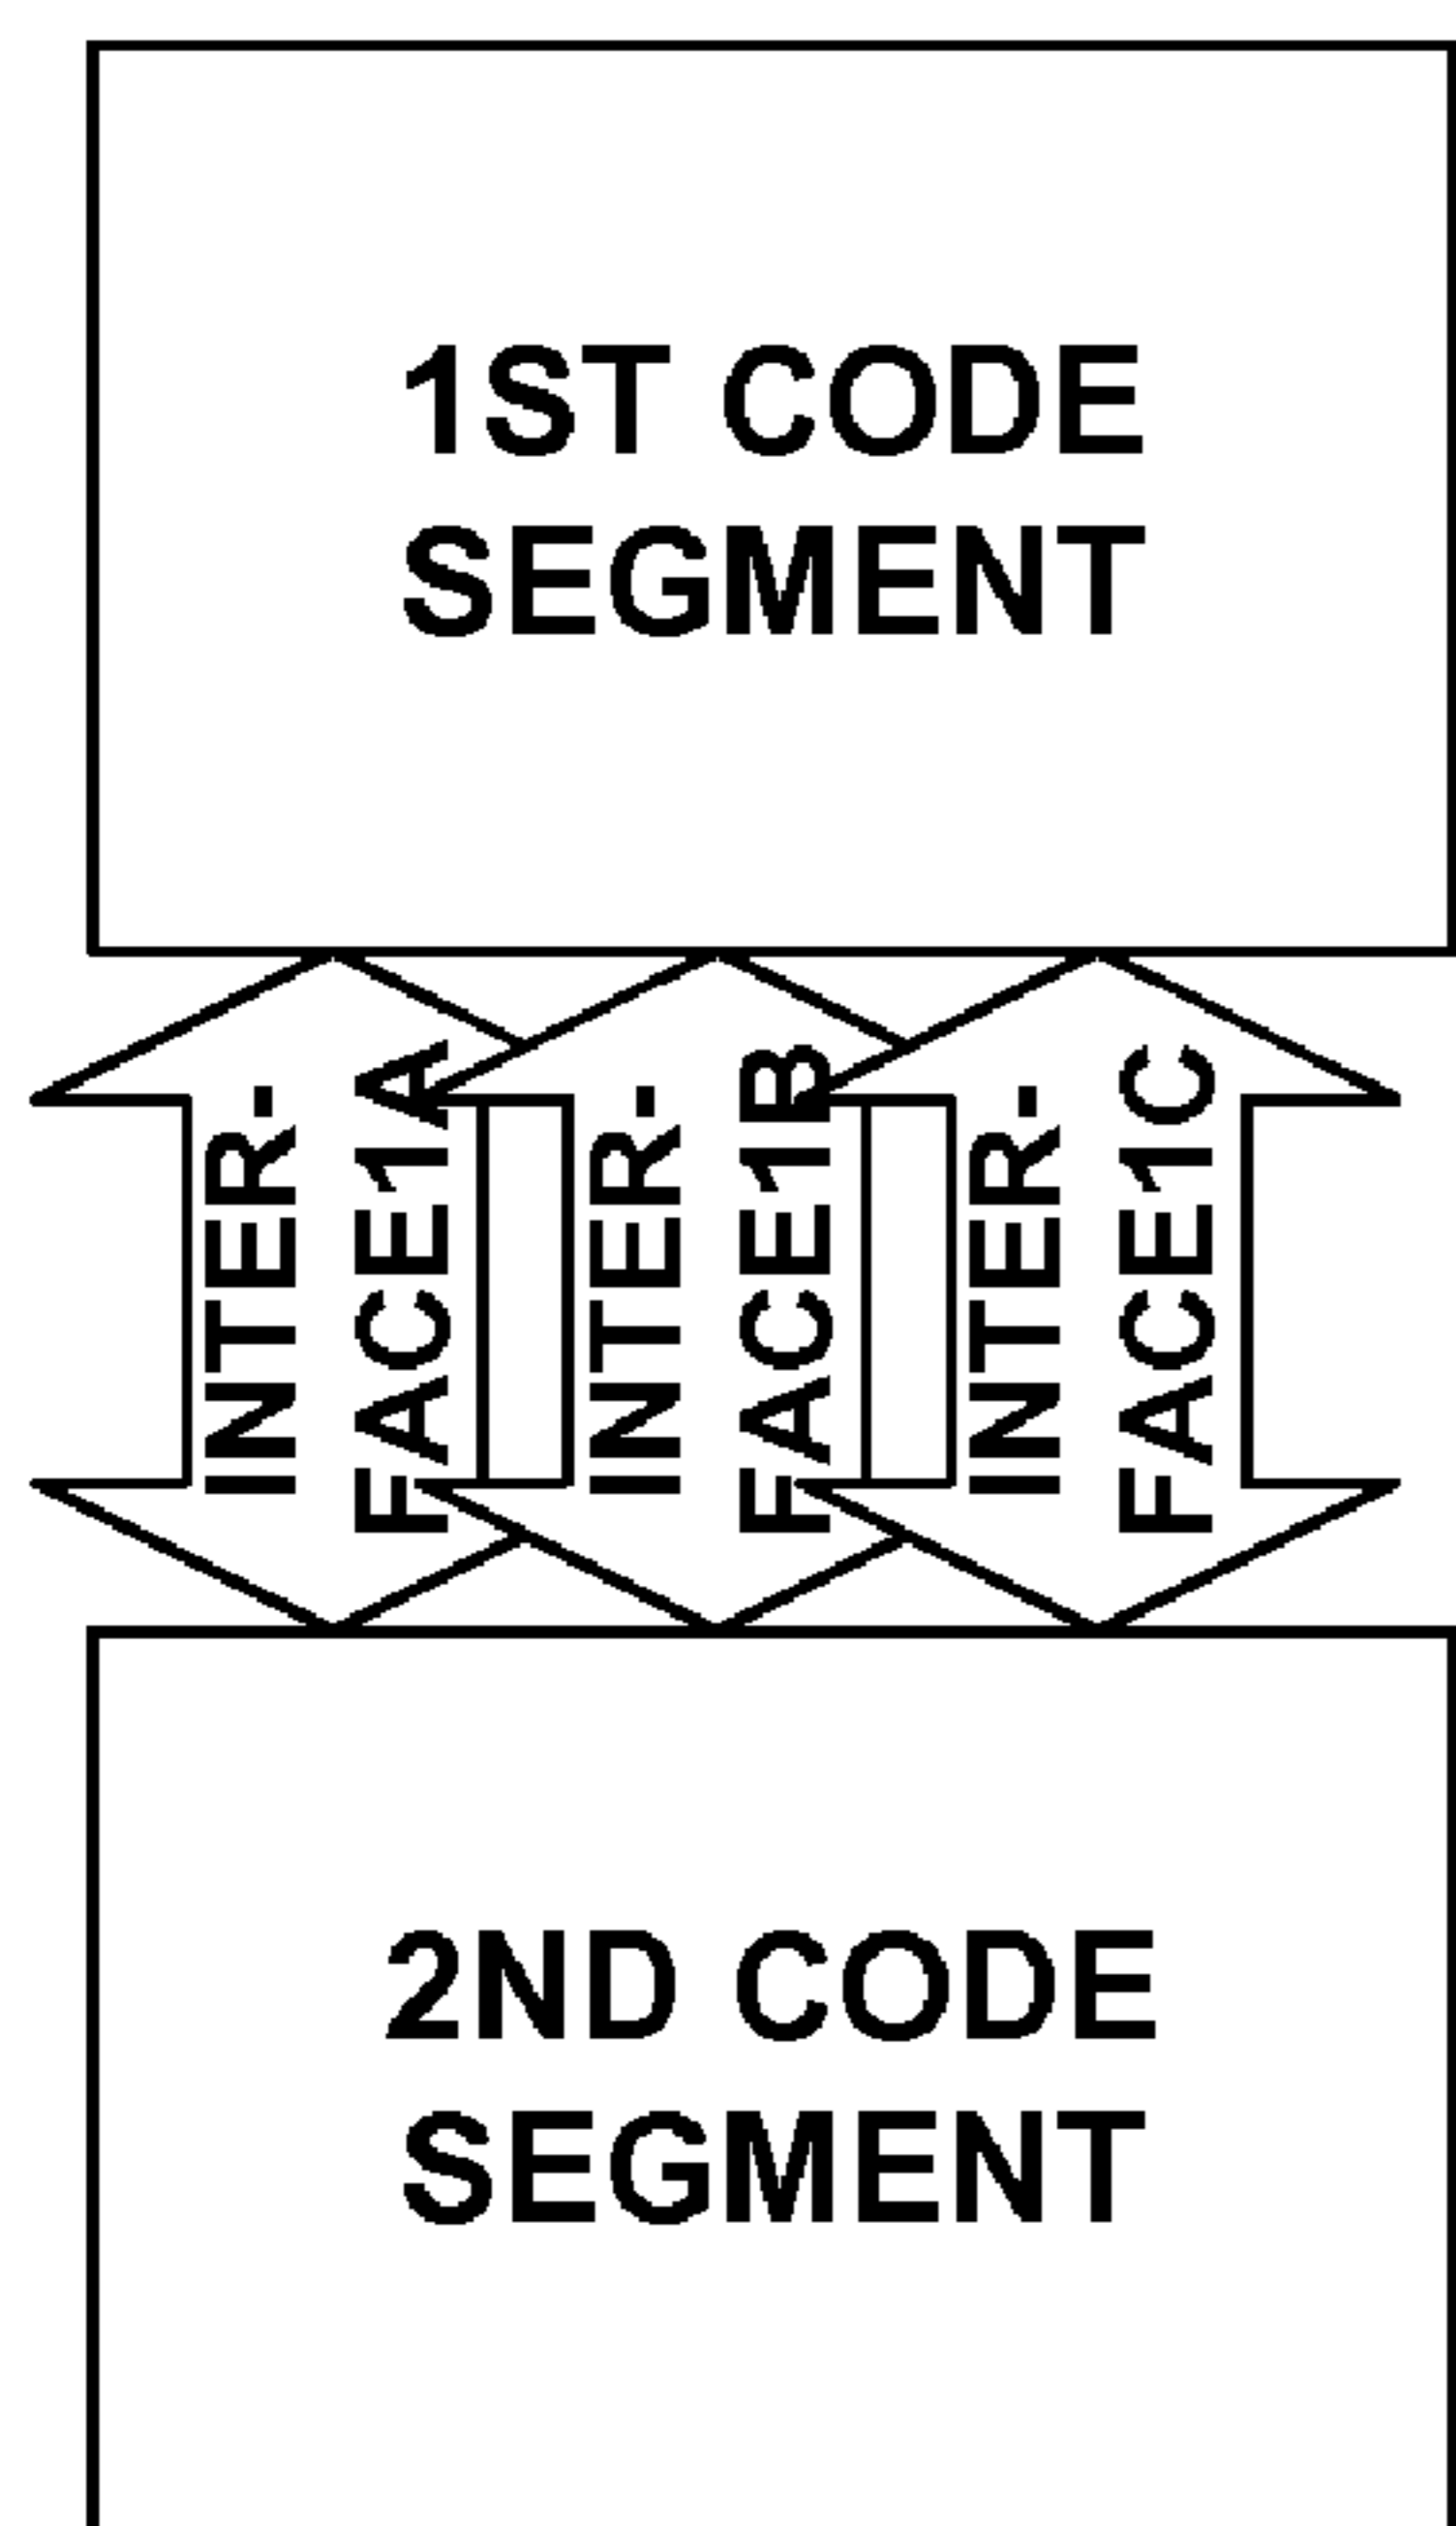 1ST CODE
SEGMENT
INTER-
FACE1A
INTER-
FACE1B
INTER-
FACE1C
2ND CODE
SEGMENT